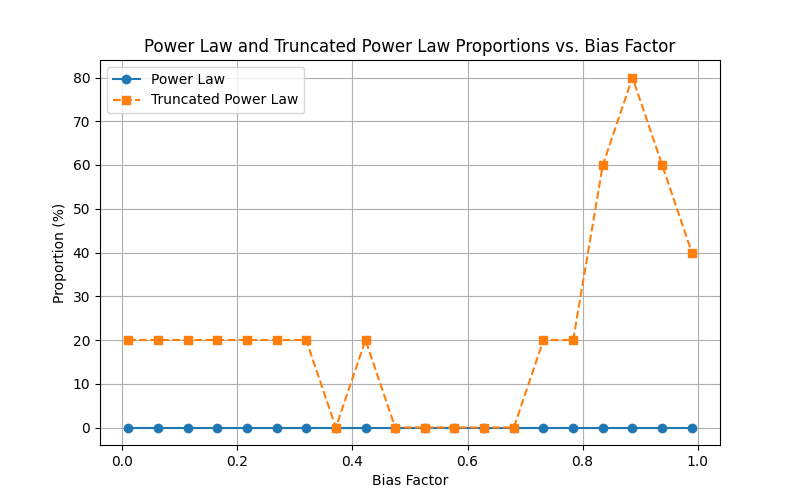 Power Law and Truncated Power Law Proportions vs. Bias Factor
Power Law
Truncated Power Law
Proportion (%)
80
70
60
50
40
30
20
10
0
0.0 0.2 0.4 0.6 0.8 1.0
Bias Factor